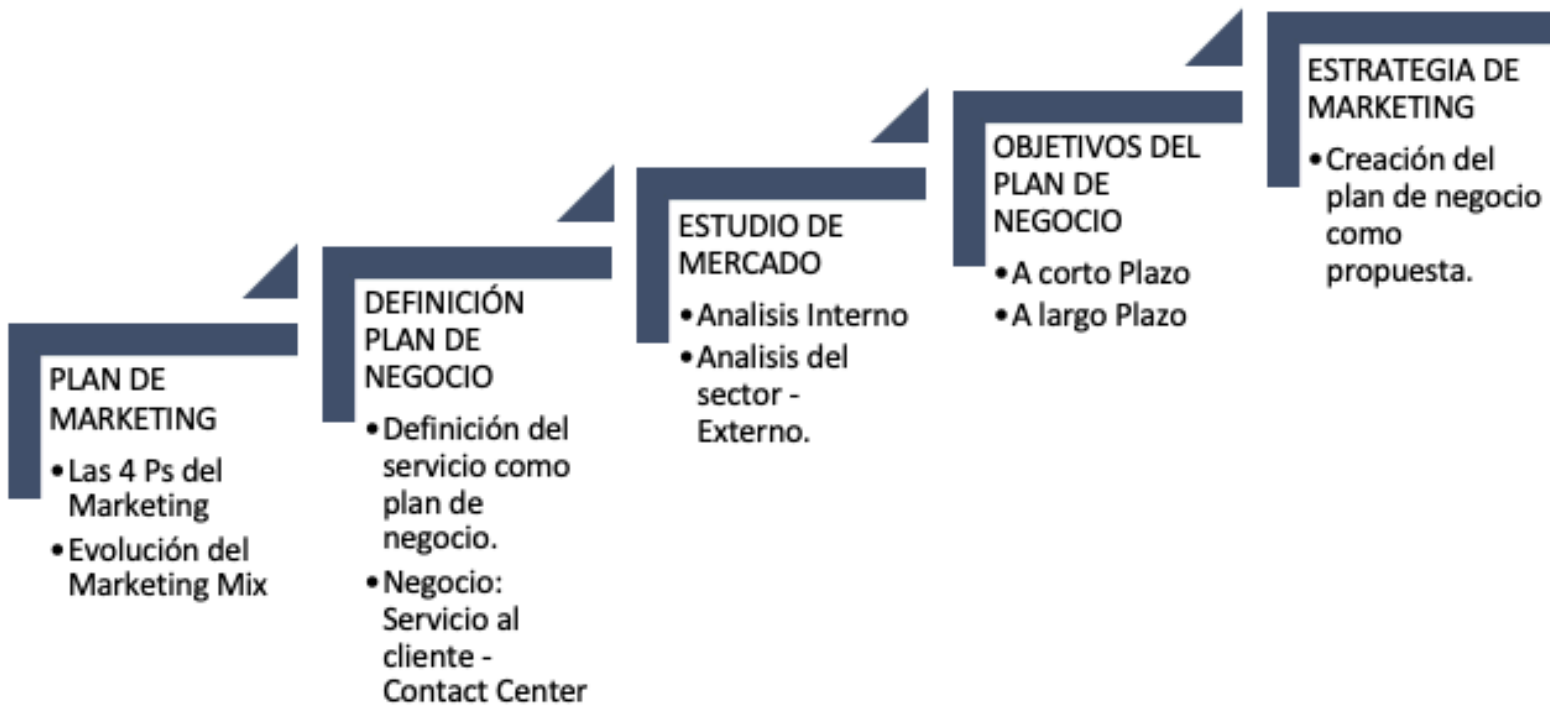 PLAN DE
MARKETING
•Las 4 Ps del
Marketing
•Evolución del
Marketing Mix
DEFINICIÓN
PLAN DE
NEGOCIO
•Definición del
servicio como
plan de
negocio.
•Negocio:
Servicio al
cliente -
Contact Center
ESTUDIO DE
MERCADO
•Analisis Interno
•Analisis del
sector -
Externo.
OBJETIVOS DEL
PLAN DE
NEGOCIO
•A corto Plazo
•A largo Plazo
ESTRATEGIA DE
MARKETING
•Creación del
plan de negocio
como
propuesta.